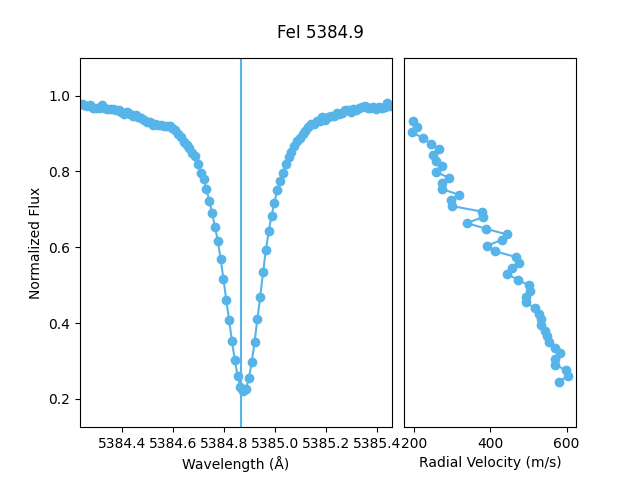 FeI 5384.9
Normalized Flux
1.0
0.8
0.6
0.4
0.2
5384.4 5384.6 5384.8 5385.0 5385.2 5385.4
200 400 600
Wavelength (Å)
Radial Velocity (m/s)